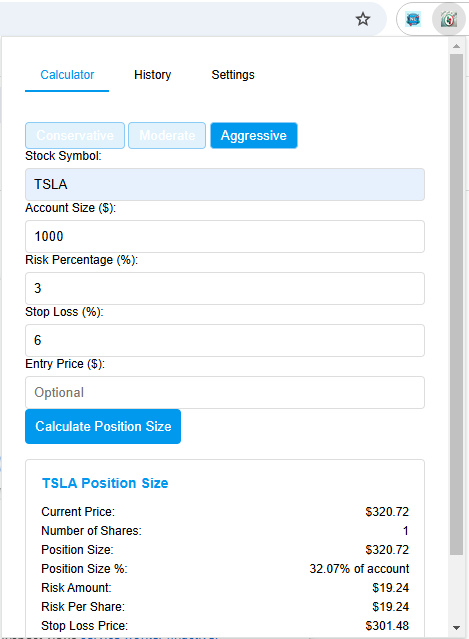 Calculator History Settings
Conservative Moderate Aggressive
Stock Symbol:
TSLA
Account Size ($):
1000
Risk Percentage (%):
3
Stop Loss (%):
6
Entry Price ($):
Optional
Calculate Position Size
TSLA Position Size
Current Price: $320.72
Number of Shares: 1
Position Size: $320.72
Position Size %: 32.07% of account
Risk Amount: $19.24
Risk Per Share: $19.24
Stop Loss Price: $301.48